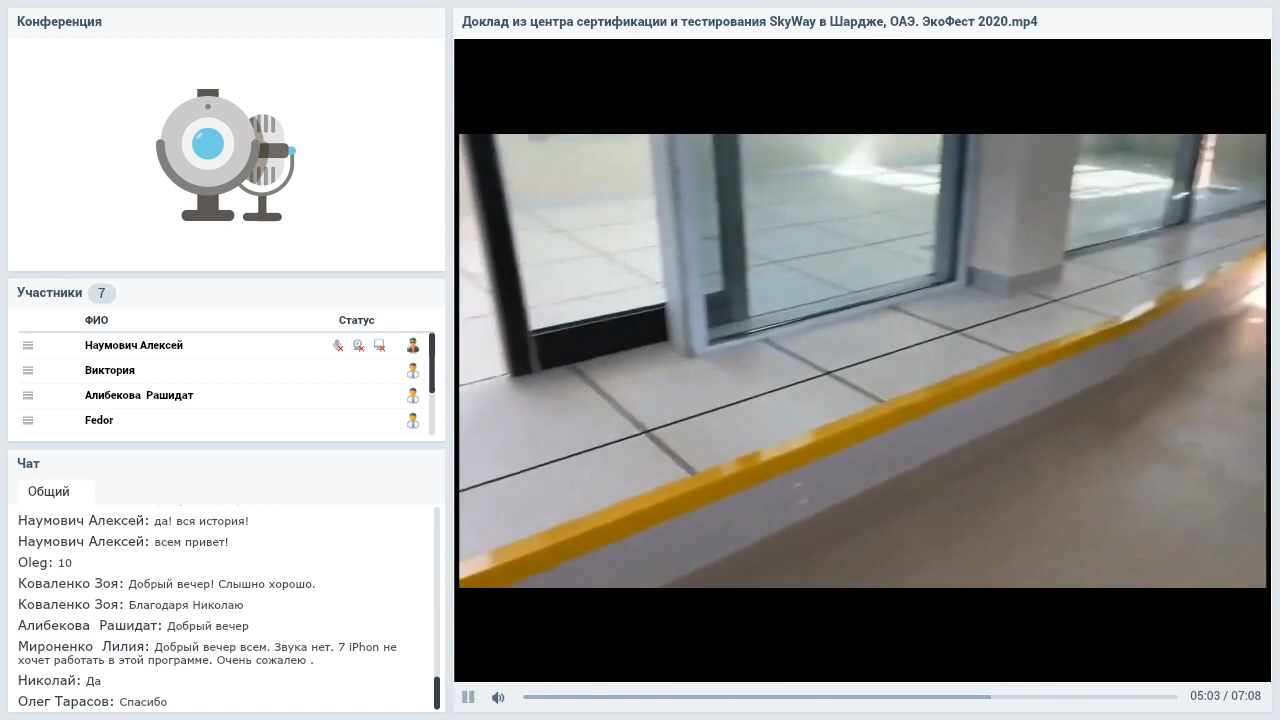 Конференция
Доклад из центра сертификации и тестирования SkyWay в Шардже, ОАЭ. ЭкоФест 2020.mp4
Участники 7
ФИО Статус
Наумович Алексей
Виктория
Алибекова Рашидат
Fedor
Чат
Общий
Наумович Алексей: да! вся история!
Наумович Алексей: всем привет!
Oleg: 10
Коваленко Зоя: Добрый вечер! Слышно хорошо.
Коваленко Зоя: Благодаря Николаю
Алибекова Рашидат: Добрый вечер
Мироненко Лилия: Добрый вечер всем. Звука нет. 7 iPhon не
хочет работать в этой программе. Очень сожалею .
Николай: Да
Олег Тарасов: Спасибо
05:03 / 07:08